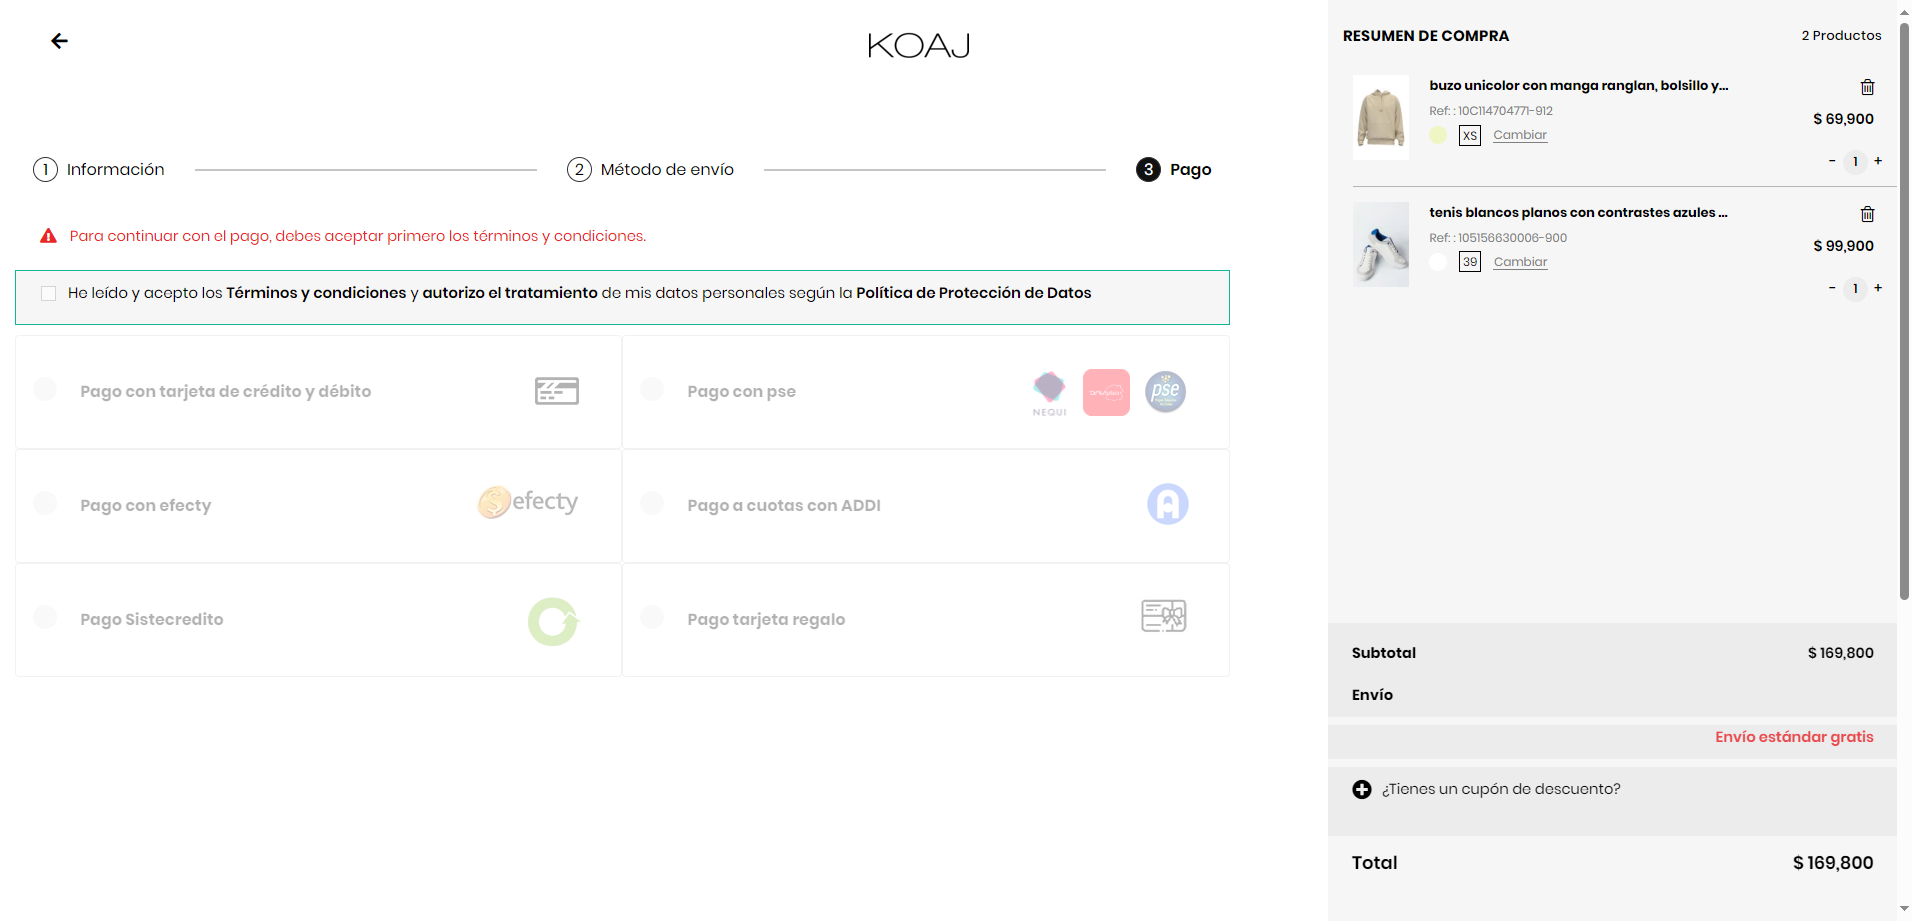 KOAJ
1 Información
2 Método de envío
3 Pago
Para continuar con el pago, debes aceptar primero los términos y condiciones.
He leído y acepto los Términos y condiciones y autorizo el tratamiento de mis datos personales según la Política de Protección de Datos
Pago con tarjeta de crédito y débito
Pago con pse
NEQUI
pse
Pago con efecty
efecty
Pago a cuotas con ADDI
Pago Sistecredito
Pago tarjeta regalo
RESUMEN DE COMPRA
2 Productos
buzo unicolor con manga ranglan, bolsillo y...
Ref: : 10C114704771-912
$ 69,900
XS Cambiar
- 1 +
tenis blancos planos con contrastes azules ...
Ref: : 105156630006-900
$ 99,900
39 Cambiar
- 1 +
Subtotal
$ 169,800
Envío
Envío estándar gratis
¿Tienes un cupón de descuento?
Total
$ 169,800